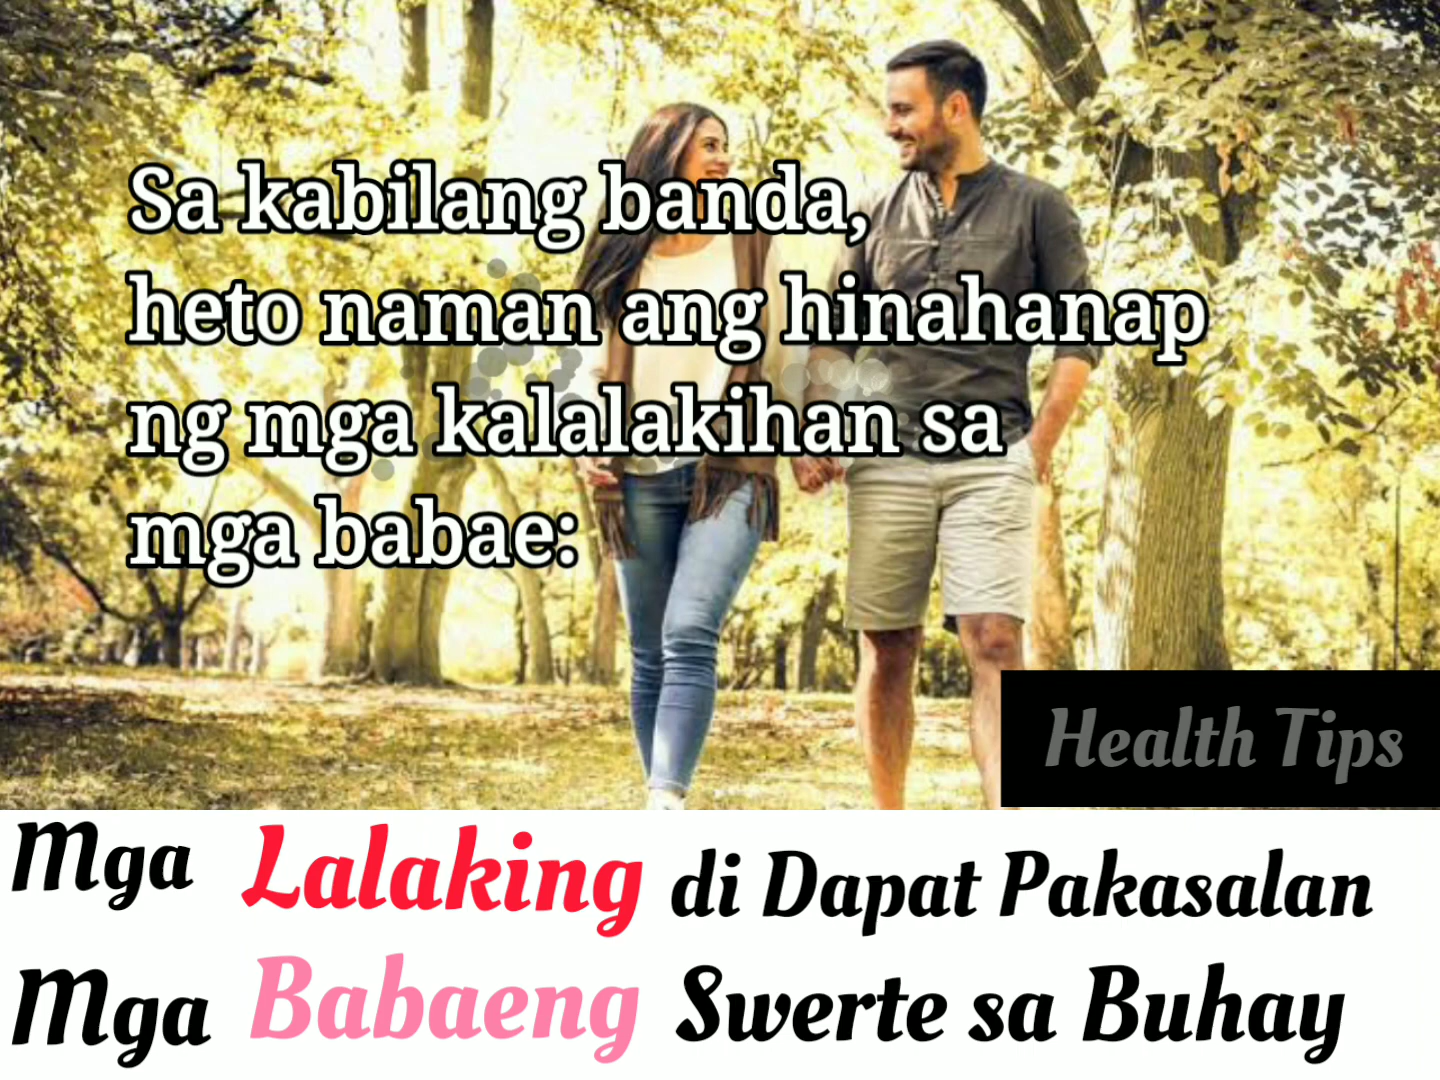 Sa kabilang banda,
heto naman ang hinahanap
ng mga kalalakihan sa
mga babae:
Health Tips
Mga Lalaking di Dapat Pakasalan
Mga Babaeng Swerte sa Buhay